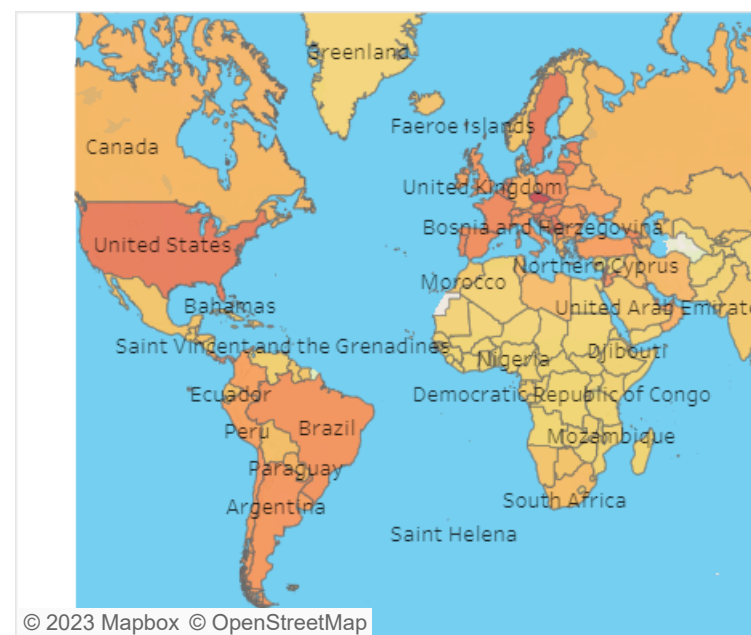 Greenland
Faeroe Islands
Canada
United Kingdom
Bosnia and Herzegovina
United States
Northern Cyprus
Morocco
Bahamas
United Arab Emirate
Saint Vincent and the Grenadines
Nigeria
Djibouti
Ecuador
Democratic Republic of Congo
Peru
Brazil
Mozambique
Paraguay
Argentina
South Africa
Saint Helena
© 2023 Mapbox © OpenStreetMap